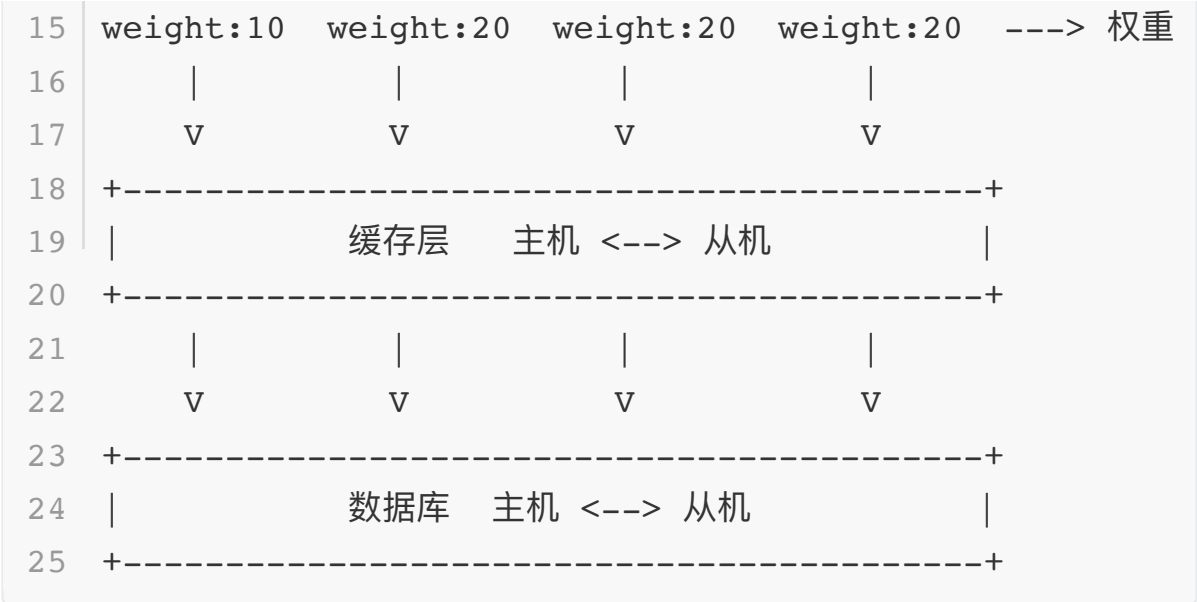 15 weight:10  weight:20  weight:20  weight:20  ---> 权重
16     |         |          |           |
17     V         V          V           V
18 +------------------------------------------+
19 |           缓存层   主机 <--> 从机          |
20 +------------------------------------------+
21     |         |          |           |
22     V         V          V           V
23 +------------------------------------------+
24 |           数据库  主机 <--> 从机           |
25 +------------------------------------------+